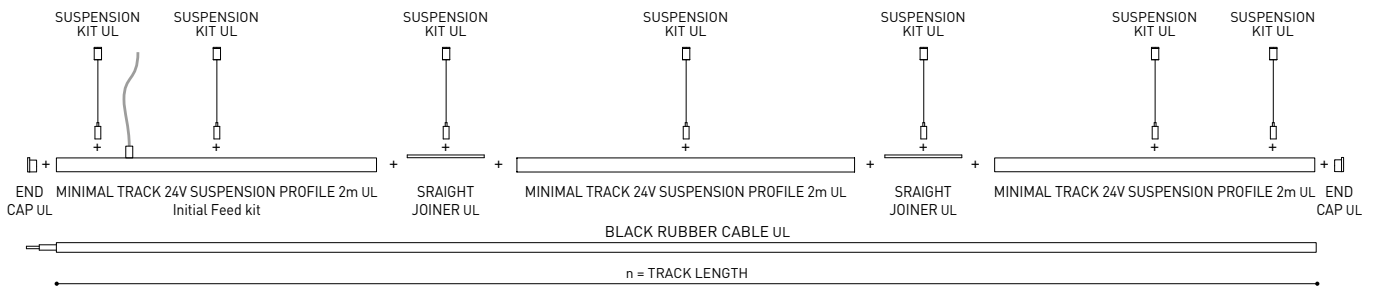 SUSPENSION
KIT UL
SUSPENSION
KIT UL
SUSPENSION
KIT UL
SUSPENSION
KIT UL
SUSPENSION
KIT UL
SUSPENSION
KIT UL
SUSPENSION
KIT UL
+ + + + + + +
+ + + + + +
END
CAP UL
MINIMAL TRACK 24V SUSPENSION PROFILE 2m UL
Initial Feed kit
SRAIGHT
JOINER UL
MINIMAL TRACK 24V SUSPENSION PROFILE 2m UL
SRAIGHT
JOINER UL
MINIMAL TRACK 24V SUSPENSION PROFILE 2m UL
END
CAP UL
BLACK RUBBER CABLE UL
n = TRACK LENGTH